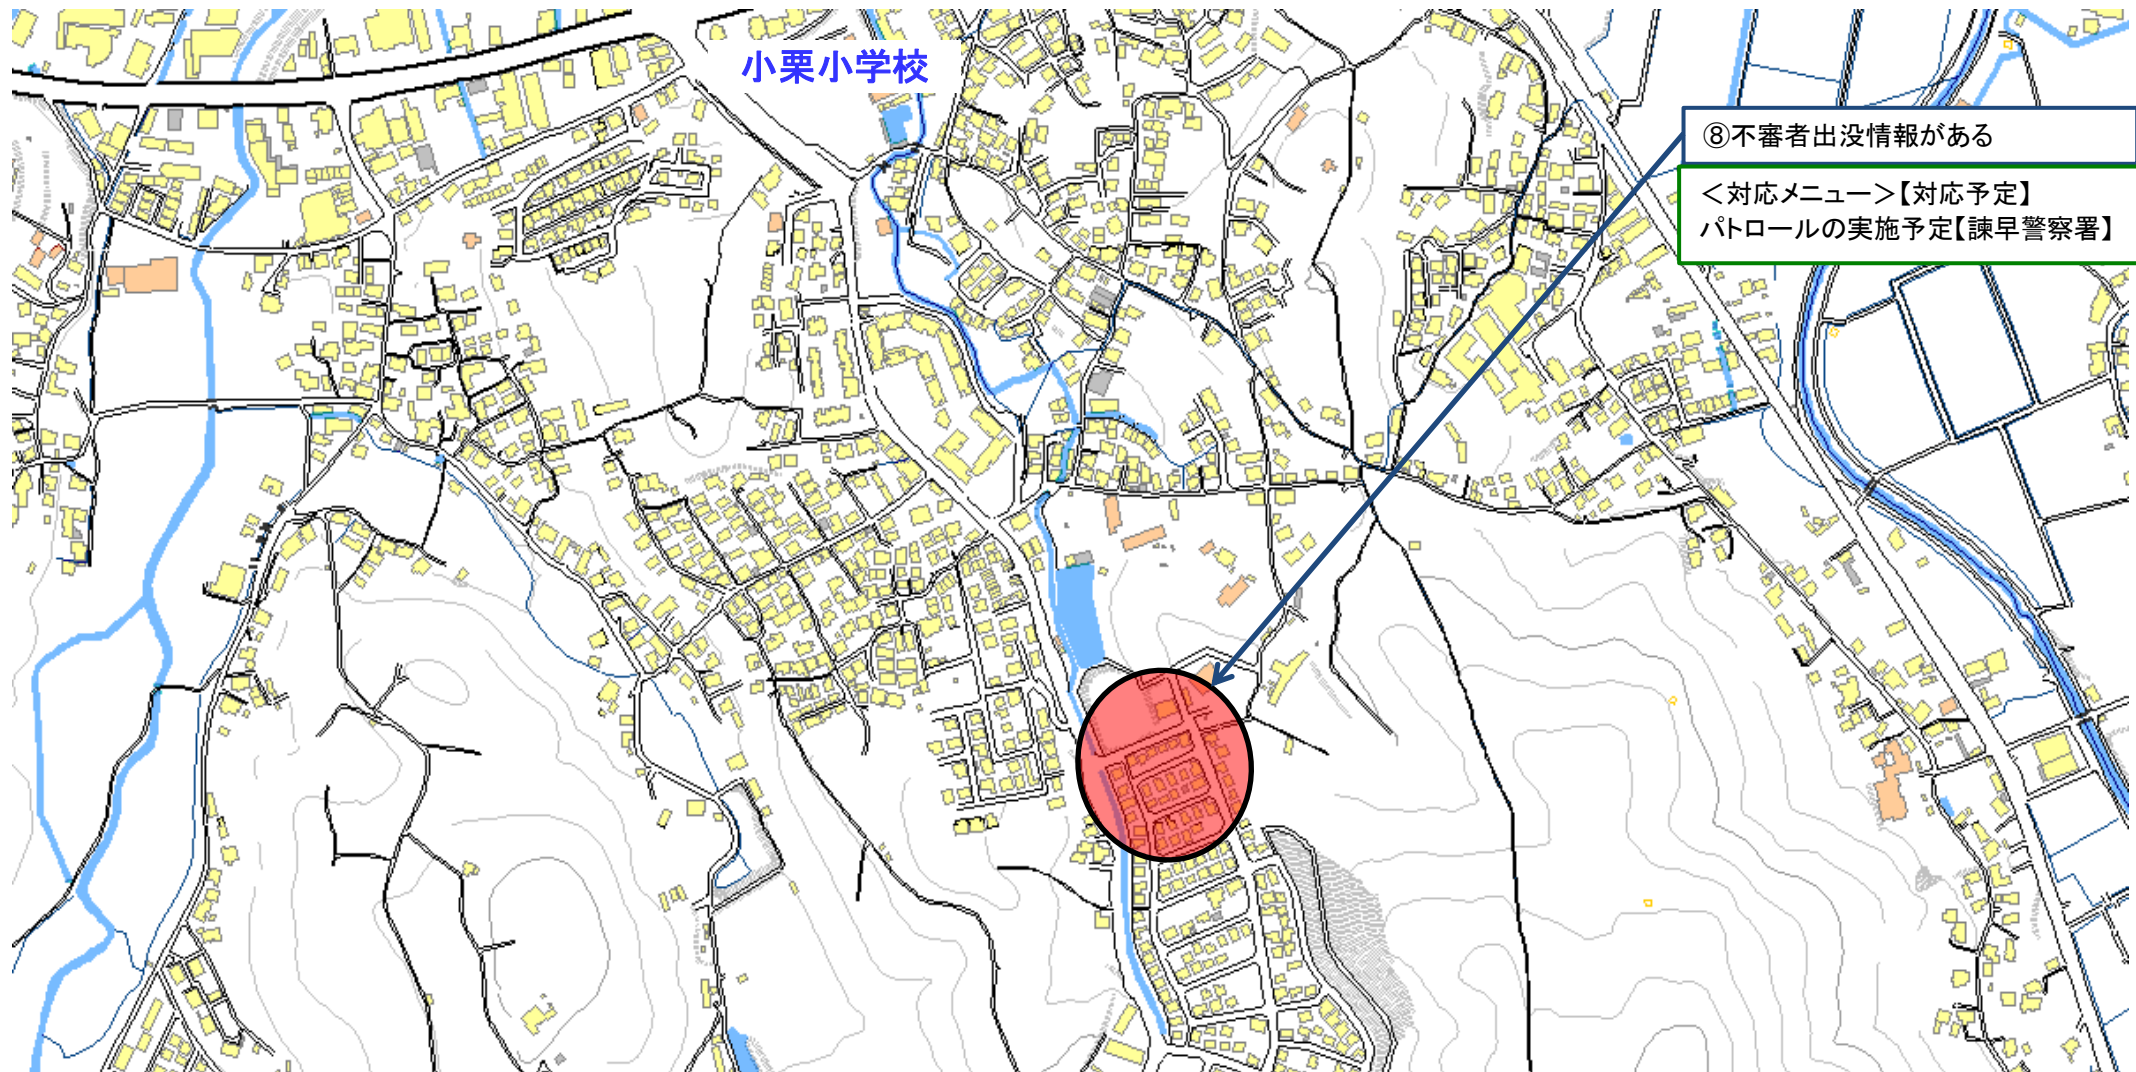 小栗小学校
⑧不審者出没情報がある
＜対応メニュー＞【対応予定】
パトロールの実施予定【諫早警察署】